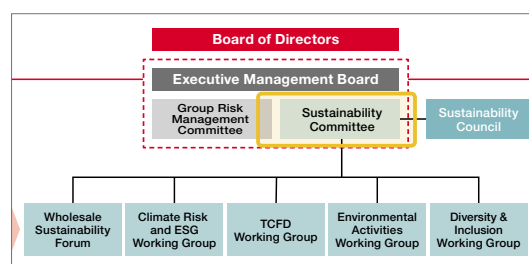 Board of Directors
Executive Management Board
Group Risk
Management
Committee
Sustainability
Committee
Sustainability
Council
Wholesale
Sustainability
Forum
Climate Risk
and ESG
Working Group
TCFD
Working Group
Environmental
Activities
Working Group
Diversity &
Inclusion
Working Group